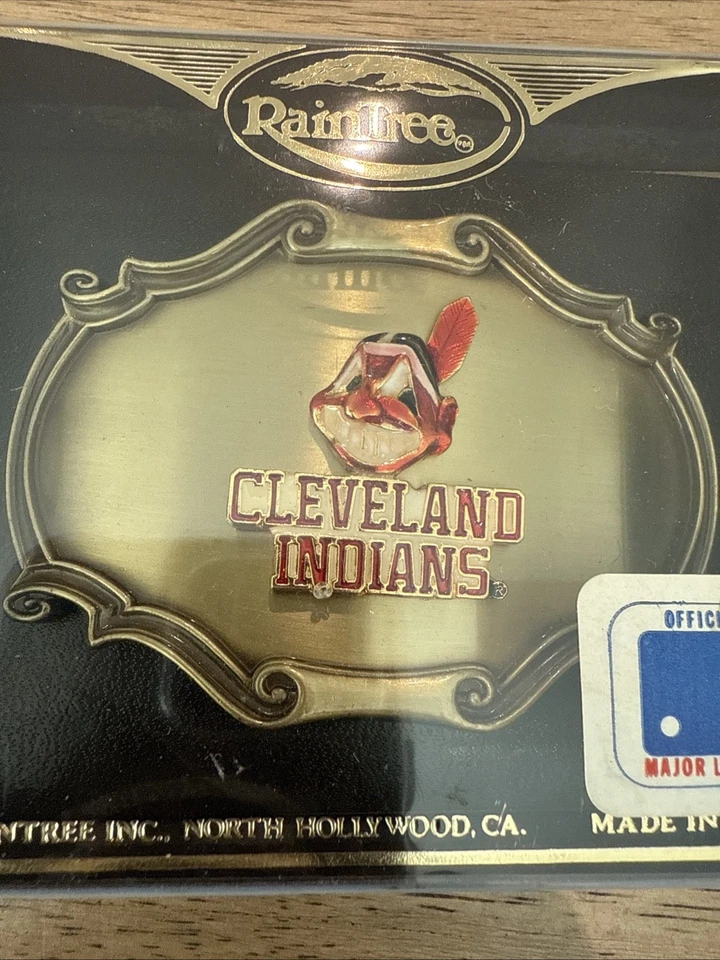 RainTree
CLEVELAND
INDIANS®
OFFICI
MAJOR L
NTREE INC., NORTH HOLLYWOOD, CA. MADE IN